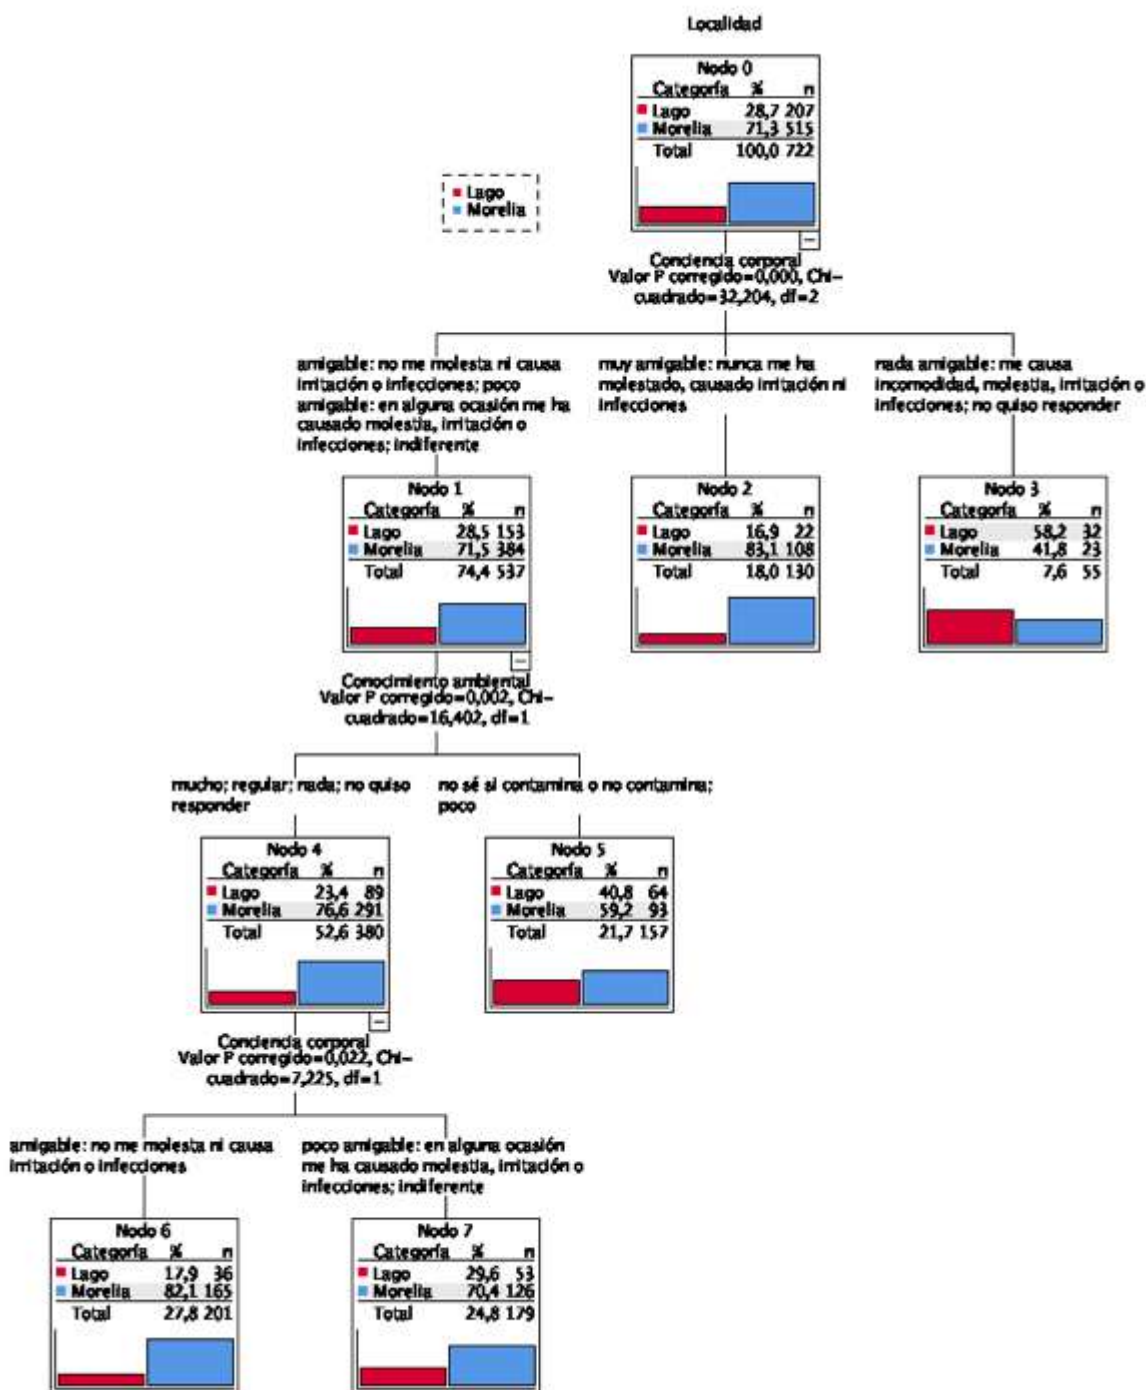 Localidad
Nodo 0
Categoría % n
Lago 28,7 207
Morelia 71,3 515
Total 100,0 722
Lago
Morelia
Conciencia corporal
Valor P corregido=0,000, Chi-
cuadrado=32,204, df=2
amigable: no me molesta ni causa
irritación o infecciones; poco
amigable: en alguna ocasión me ha
causado molestia, irritación o
infecciones; indiferente
muy amigable: nunca me ha
molestado, causado irritación ni
infecciones
nada amigable: me causa
incomodidad, molestia, irritación o
infecciones; no quiso responder
Nodo 1
Categoría % n
Lago 28,5 153
Morelia 71,5 384
Total 74,4 537
Nodo 2
Categoría % n
Lago 16,9 22
Morelia 83,1 108
Total 18,0 130
Nodo 3
Categoría % n
Lago 58,2 32
Morelia 41,8 23
Total 7,6 55
Conocimiento ambiental
Valor P corregido=0,002, Chi-
cuadrado=16,402, df=1
mucho; regular; nada; no quiso
responder
no sé si contamina o no contamina;
poco
Nodo 4
Categoría % n
Lago 23,4 89
Morelia 76,6 291
Total 52,6 380
Nodo 5
Categoría % n
Lago 40,8 64
Morelia 59,2 93
Total 21,7 157
Conciencia corporal
Valor P corregido=0,022, Chi-
cuadrado=7,225, df=1
amigable: no me molesta ni causa
irritación o infecciones
poco amigable: en alguna ocasión
me ha causado molestia, irritación o
infecciones; indiferente
Nodo 6
Categoría % n
Lago 17,9 36
Morelia 82,1 165
Total 27,8 201
Nodo 7
Categoría % n
Lago 29,6 53
Morelia 70,4 126
Total 24,8 179